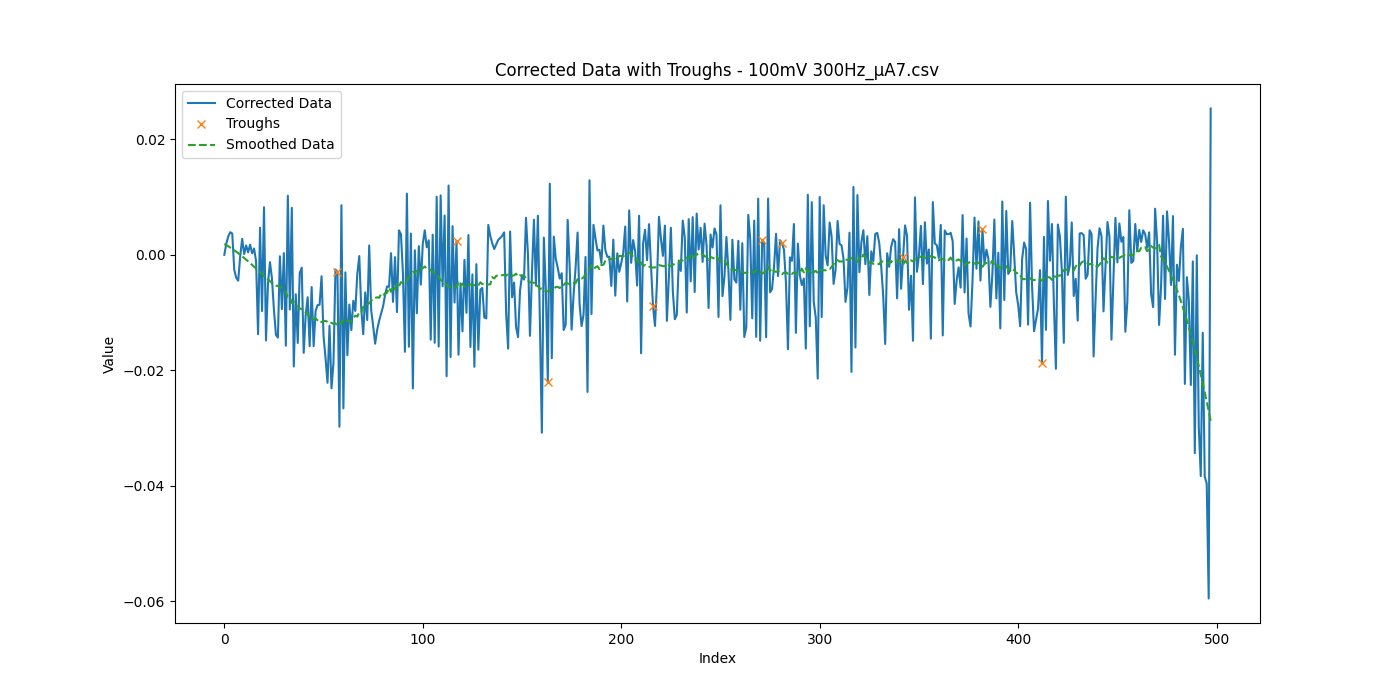 Corrected Data with Troughs - 100mV 300Hz_µA7.csv
Corrected Data
Troughs
Smoothed Data
0.02
0.00
−0.02
−0.04
−0.06
Value
0
100
200
300
400
500
Index